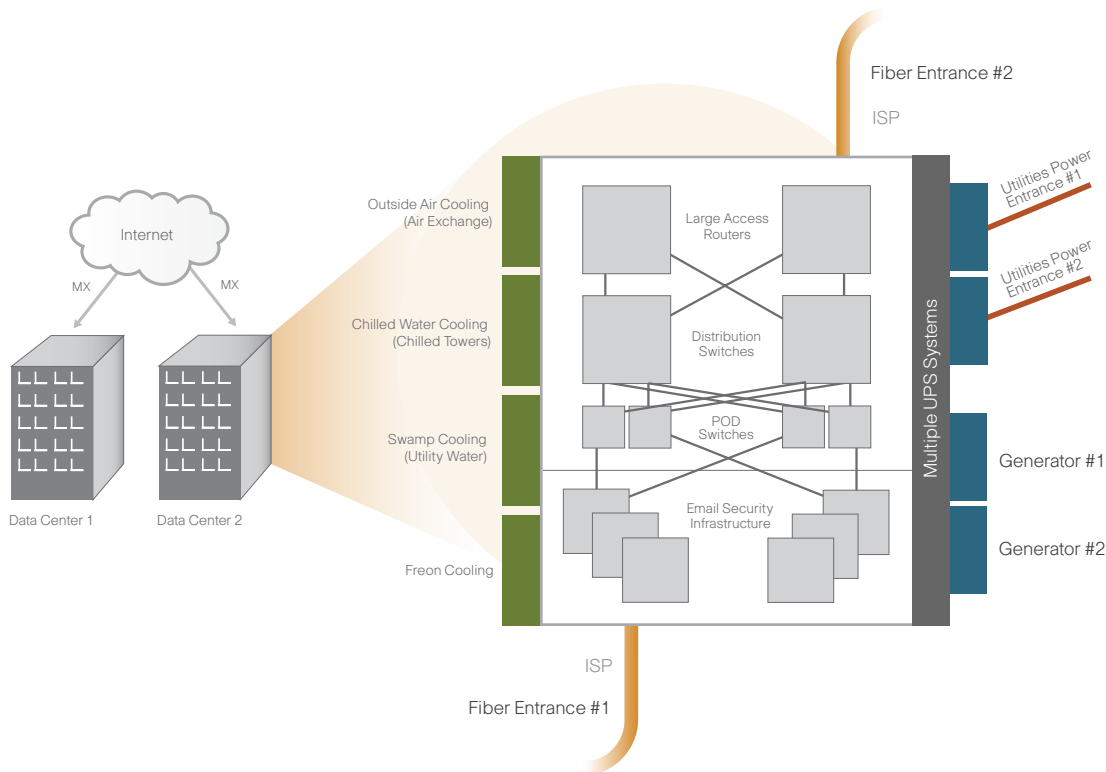 Fiber Entrance #2
ISP
Utilities Power
Entrance #1
Outside Air Cooling
(Air Exchange)
Large Access
Routers
Internet
Utilities Power
Entrance #2
MX
MX
Chilled Water Cooling
(Chilled Towers)
Distribution
Switches
Multiple UPS Systems
POD
Switches
Swamp Cooling
(Utility Water)
Generator #1
Email Security
Infrastructure
Data Center 1
Data Center 2
Generator #2
Freon Cooling
ISP
Fiber Entrance #1